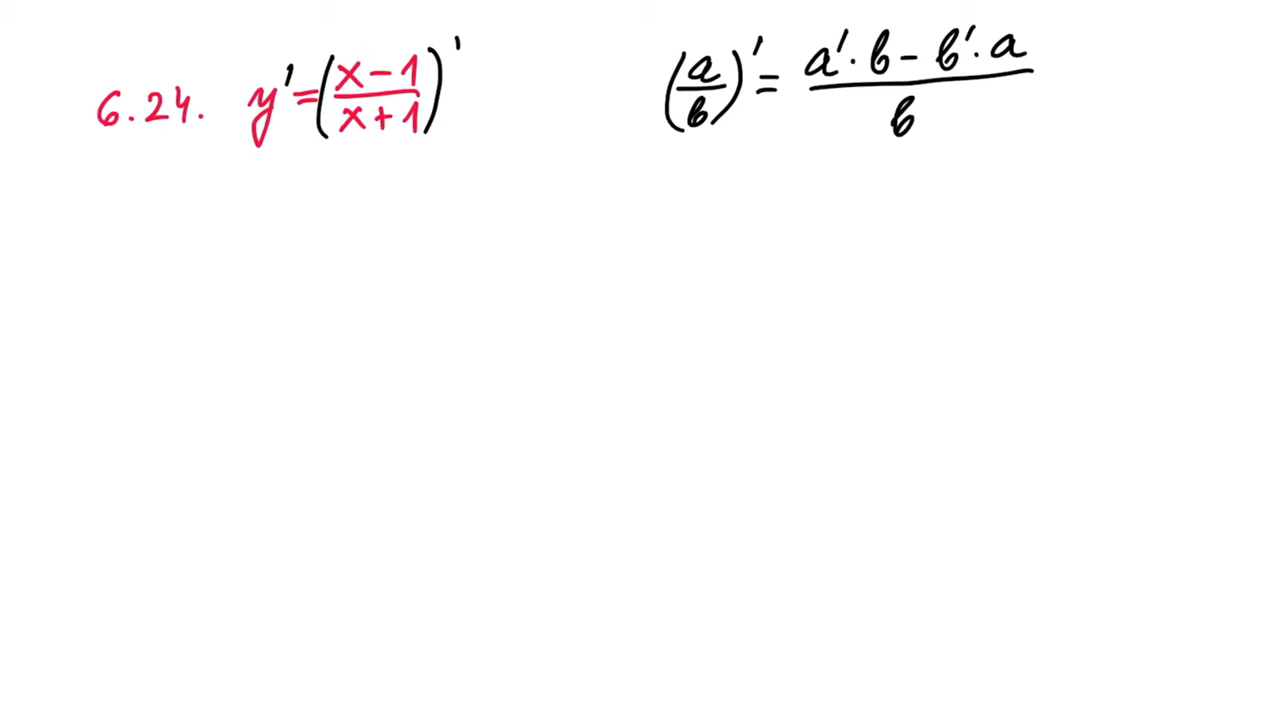 6.24. y' = (x-1/x+1)' (a/b)' = a'·b - b'·a/b